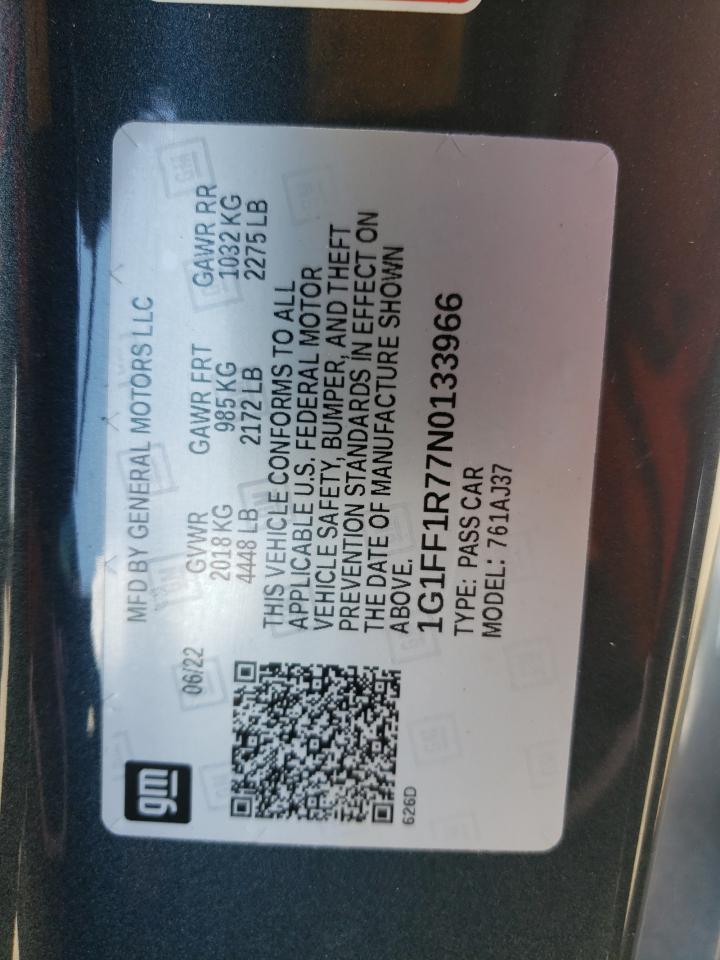 gm
MFD BY GENERAL MOTORS LLC
06/22
GVWR GAWR FRT GAWR RR
2018 KG 985 KG 1032 KG
4448 LB 2172 LB 2275 LB
THIS VEHICLE CONFORMS TO ALL
APPLICABLE U.S. FEDERAL MOTOR
VEHICLE SAFETY, BUMPER, AND THEFT
PREVENTION STANDARDS IN EFFECT ON
THE DATE OF MANUFACTURE SHOWN
ABOVE.
1G1FF1R77N0133966
TYPE: PASS CAR
MODEL: 761AJ37
626D